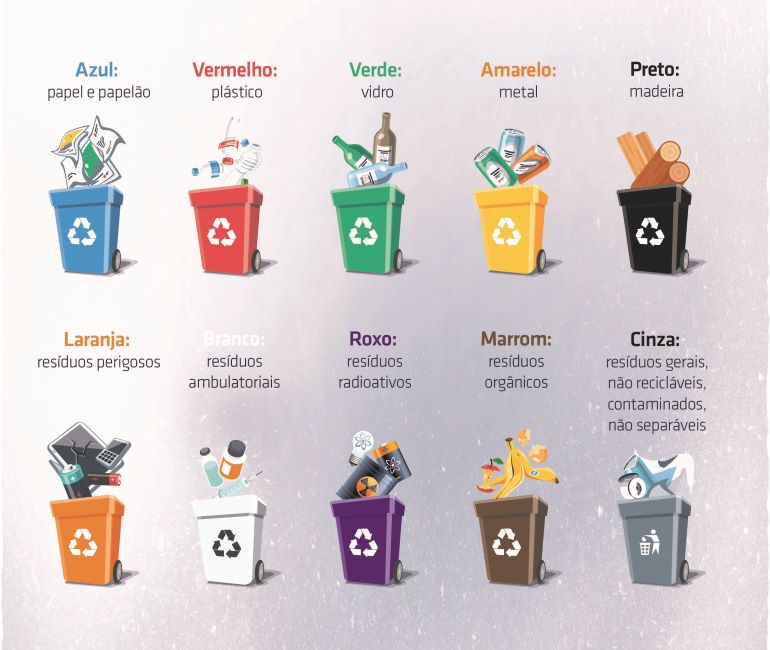 Azul:
papel e papelão
Vermelho:
plástico
Verde:
vidro
Amarelo:
metal
Preto:
madeira
Laranja:
resíduos perigosos
Branco:
resíduos
ambulatoriais
Roxo:
resíduos
radioativos
Marrom:
resíduos
orgânicos
Cinza:
resíduos gerais,
não recicláveis,
contaminados,
não separáveis